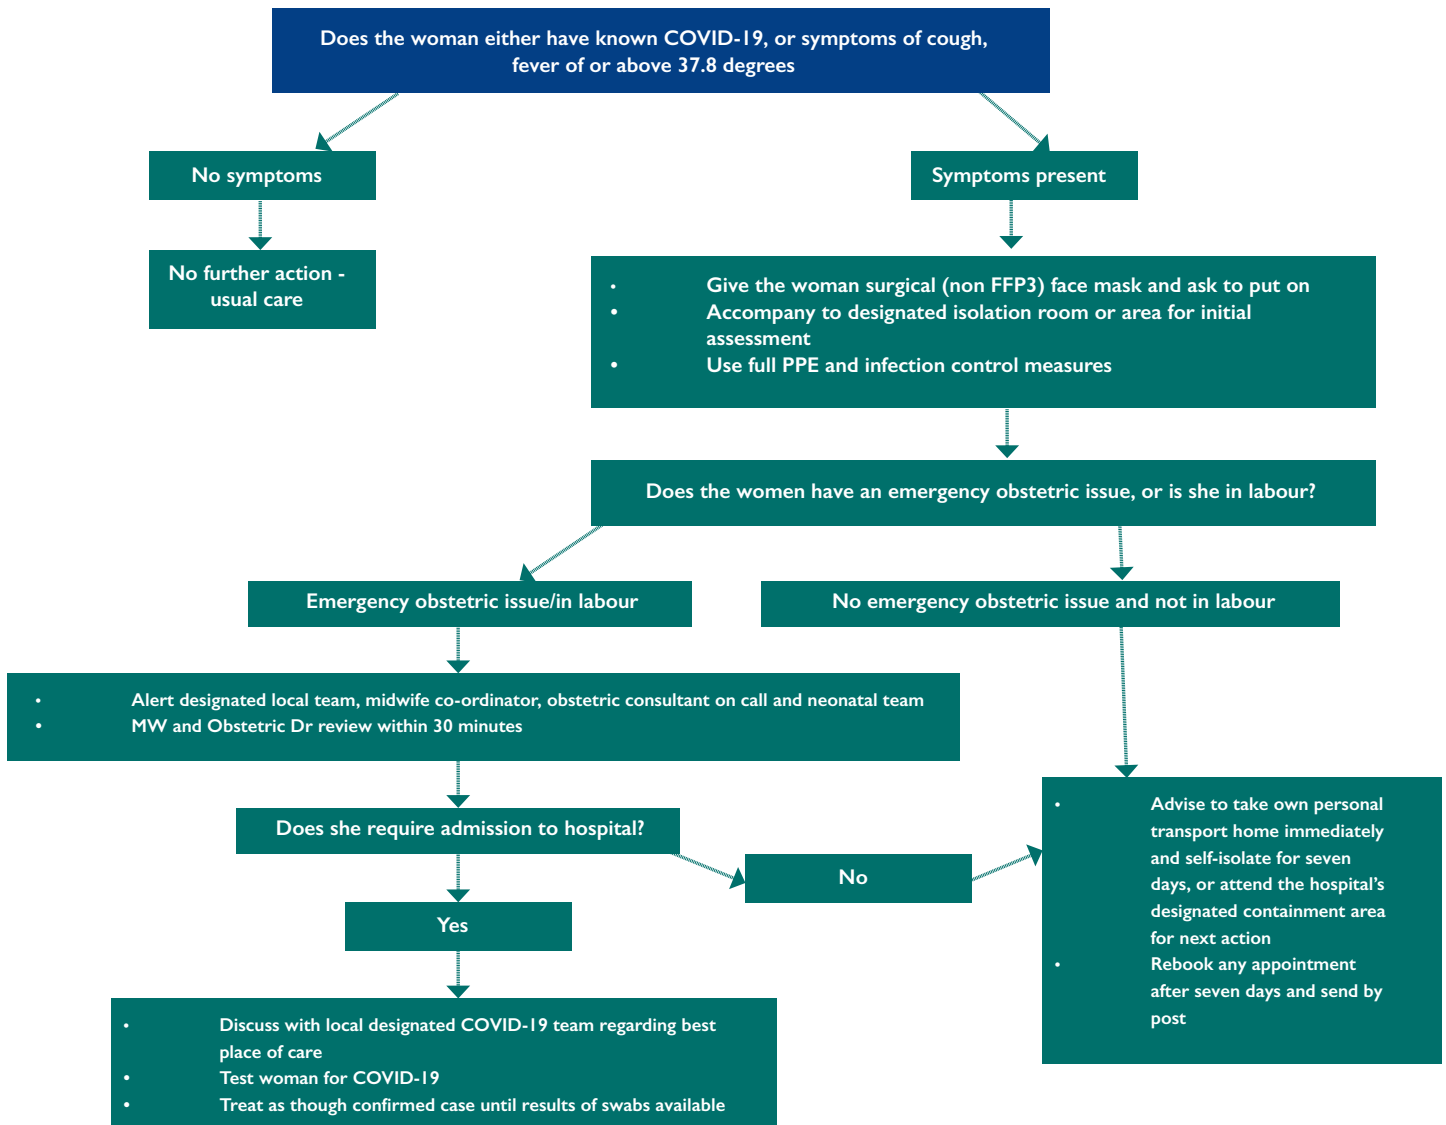 Does the woman either have known COVID-19, or symptoms of cough,
fever of or above 37.8 degrees
No symptoms
Symptoms present
No further action -
usual care
• Give the woman surgical (non FFP3) face mask and ask to put on
• Accompany to designated isolation room or area for initial
assessment
• Use full PPE and infection control measures
Does the women have an emergency obstetric issue, or is she in labour?
Emergency obstetric issue/in labour
No emergency obstetric issue and not in labour
• Alert designated local team, midwife co-ordinator, obstetric consultant on call and neonatal team
• MW and Obstetric Dr review within 30 minutes
Does she require admission to hospital?
No
Yes
• Advise to take own personal
transport home immediately
and self-isolate for seven
days, or attend the hospital's
designated containment area
for next action
• Rebook any appointment
after seven days and send by
post
• Discuss with local designated COVID-19 team regarding best
place of care
• Test woman for COVID-19
• Treat as though confirmed case until results of swabs available